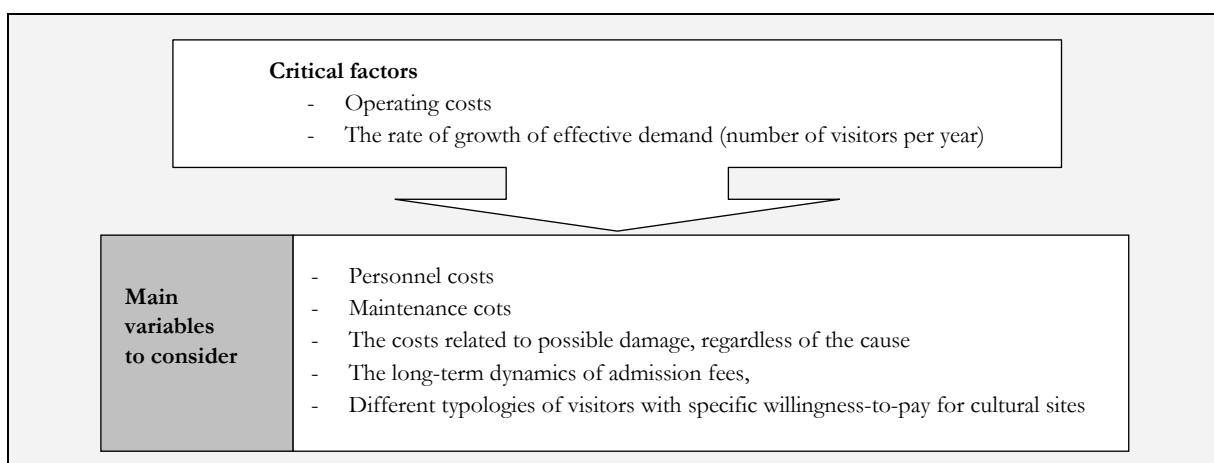 Critical factors
- Operating costs
- The rate of growth of effective demand (number of visitors per year)
Main
variables
to consider
- Personnel costs
- Maintenance cots
- The costs related to possible damage, regardless of the cause
- The long-term dynamics of admission fees,
- Different typologies of visitors with specific willingness-to-pay for cultural sites